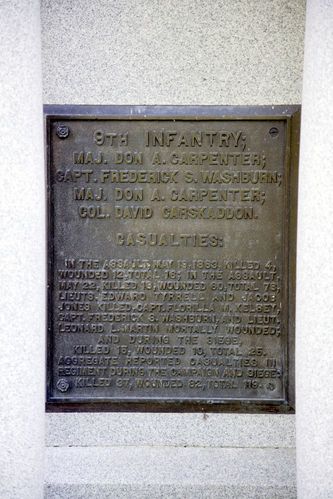 9TH INFANTRY;
MAJ. DON A. CARPENTER;
CAPT. FREDERICK S. WASHBURN;
MAJ. DON A. CARPENTER;
COL. DAVID CARSKADDON.
CASUALTIES:
IN THE ASSAULT, MAY 19, 1863, KILLED 4,
WOUNDED 12, TOTAL 16; IN THE ASSAULT,
MAY 22, KILLED 18, WOUNDED 60, TOTAL 78,
LIEUTS. EDWARD TYRRELL AND JACOB
JONES KILLED, CAPT. FLORILLA M. KELSEY,
CAPT. FREDERICK S. WASHBURN, AND LIEUT.
LEONARD L. MARTIN MORTALLY WOUNDED;
AND DURING THE SIEGE,
KILLED 15, WOUNDED 10, TOTAL 25.
AGGREGATE REPORTED CASUALTIES IN
REGIMENT DURING THE CAMPAIGN AND SIEGE:
KILLED 37, WOUNDED 82, TOTAL 119.